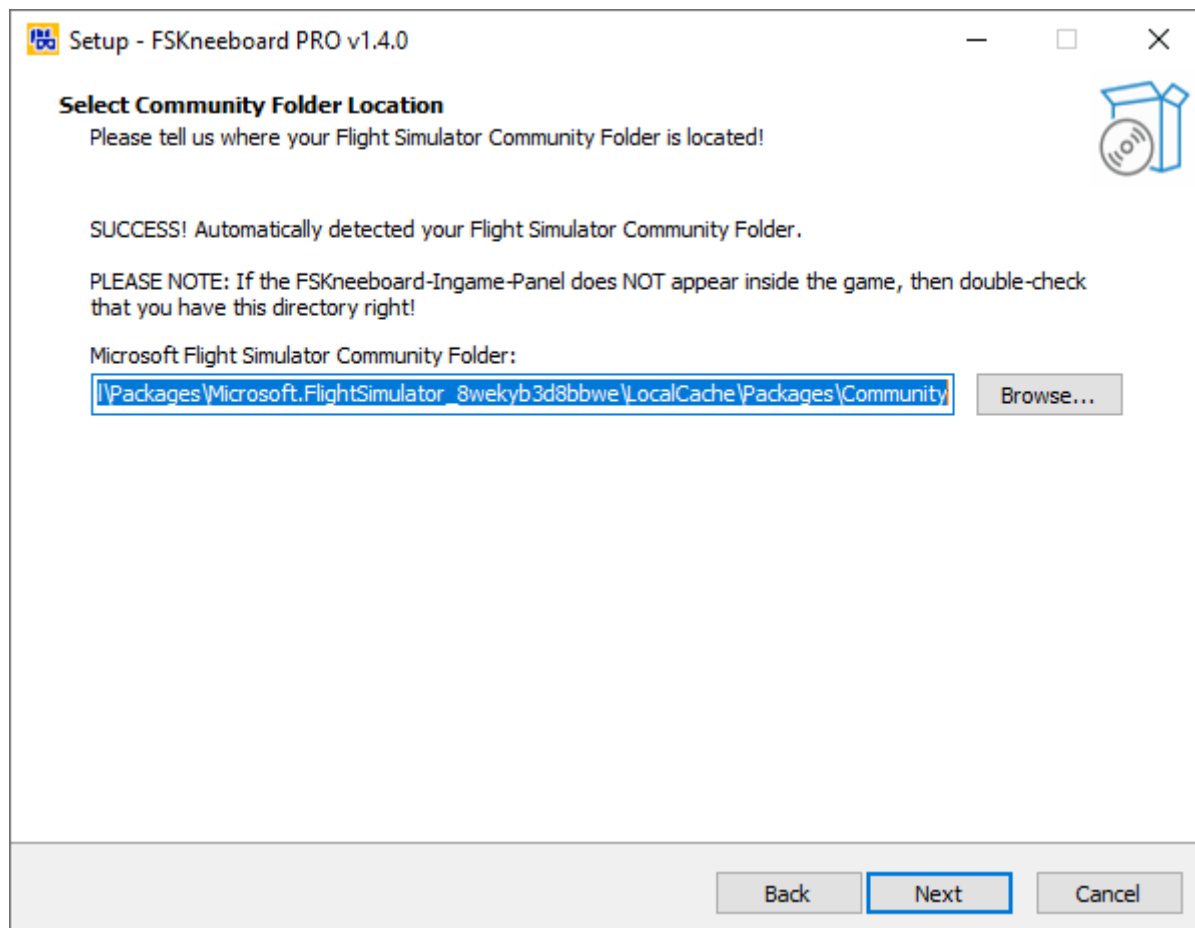 Setup - FSKneeboard PRO v1.4.0
Select Community Folder Location
Please tell us where your Flight Simulator Community Folder is located!
SUCCESS! Automatically detected your Flight Simulator Community Folder.
PLEASE NOTE: If the FSKneeboard-Ingame-Panel does NOT appear inside the game, then double-check
that you have this directory right!
Microsoft Flight Simulator Community Folder:
l\Packages\Microsoft.FlightSimulator_8wekyb3d8bbwe\LocalCache\Packages\Community
Browse...
Back
Next
Cancel